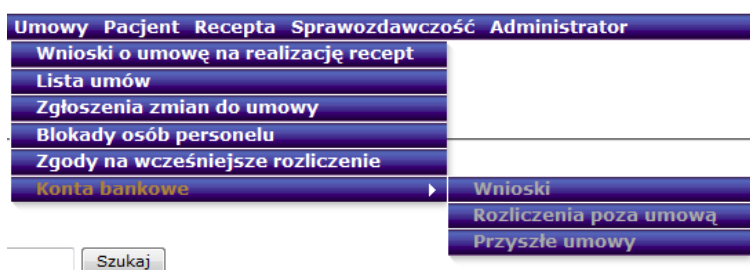 Umowy Pacjent Recepta Sprawozdawczość Administrator
Wnioski o umowę na realizację recept
Lista umów
Zgłoszenia zmian do umowy
Blokady osób personelu
Zgody na wcześniejsze rozliczenie
Konta bankowe
Wnioski
Rozliczenia poza umową
Przyszłe umowy
Szukaj